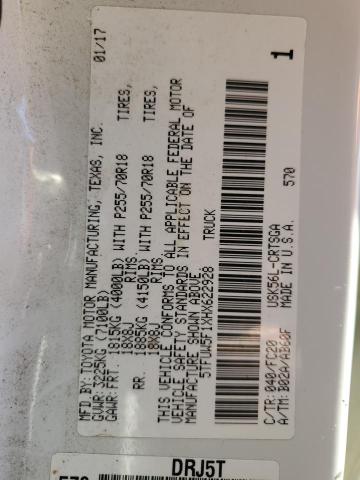 MFD BY: TOYOTA MOTOR MANUFACTURING, TEXAS, INC. 01/17
GVWR: 3225KG (7100LB)
GAWR: FRT. 1815KG (4000LB) WITH P255/70R18 TIRES,
18X8J RIMS.
RR. 1885KG (4150LB) WITH P255/70R18 TIRES,
18X8J RIMS.
THIS VEHICLE CONFORMS TO ALL APPLICABLE FEDERAL MOTOR
VEHICLE SAFETY STANDARDS IN EFFECT ON THE DATE OF
MANUFACTURE SHOWN ABOVE.
5TFUW5F1XHX622928 TRUCK
C/TR: 040/FC20 USK56L-CRTSGA 570
A/TM: B02A/AB60F MADE IN U.S.A. 1
DRJ5T